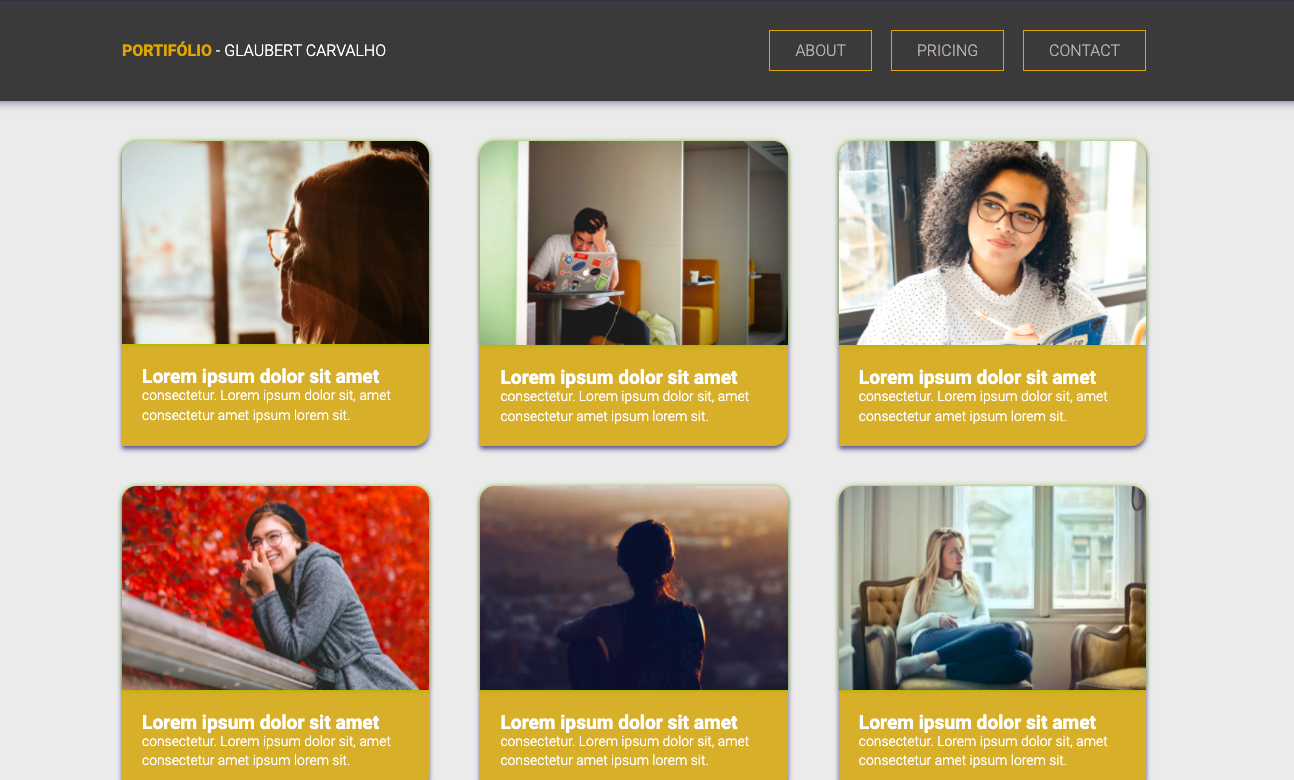 PORTIFÓLIO - GLAUBERT CARVALHO
ABOUT
PRICING
CONTACT
Lorem ipsum dolor sit amet
consectetur. Lorem ipsum dolor sit, amet
consectetur amet ipsum lorem sit.
Lorem ipsum dolor sit amet
consectetur. Lorem ipsum dolor sit, amet
consectetur amet ipsum lorem sit.
Lorem ipsum dolor sit amet
consectetur. Lorem ipsum dolor sit, amet
consectetur amet ipsum lorem sit.
Lorem ipsum dolor sit amet
consectetur. Lorem ipsum dolor sit, amet
consectetur amet ipsum lorem sit.
Lorem ipsum dolor sit amet
consectetur. Lorem ipsum dolor sit, amet
consectetur amet ipsum lorem sit.
Lorem ipsum dolor sit amet
consectetur. Lorem ipsum dolor sit, amet
consectetur amet ipsum lorem sit.